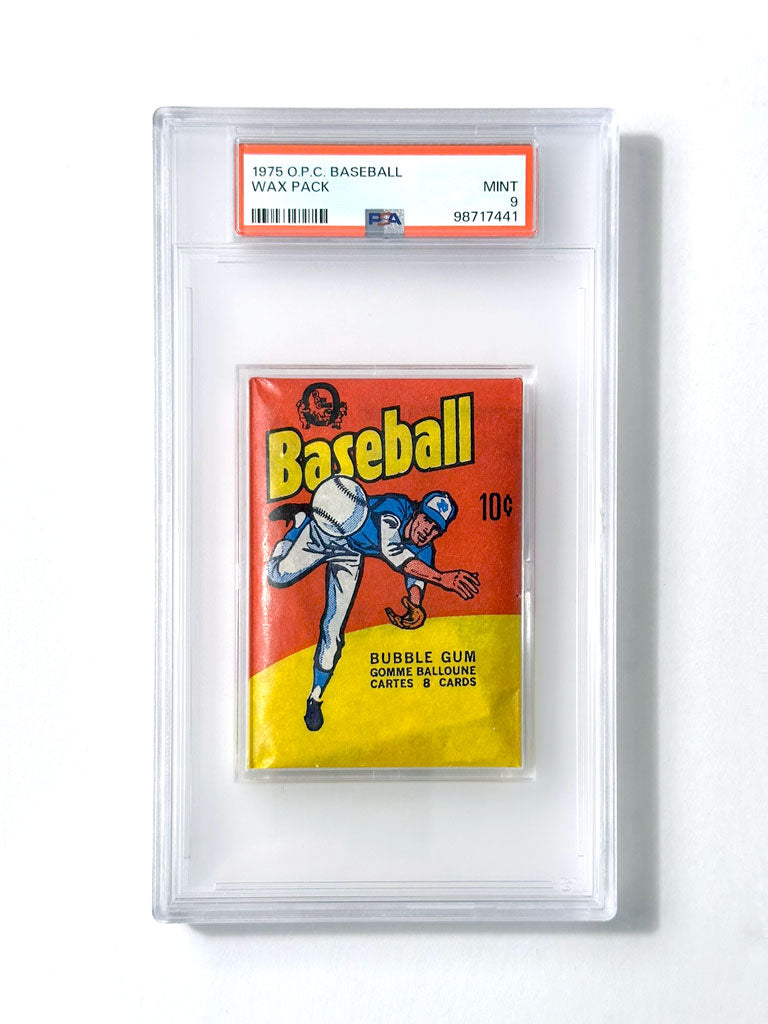 1975 O.P.C. BASEBALL
WAX PACK MINT
9
PSA 98717441
Baseball
10¢
BUBBLE GUM
GOMME BALLOUNE
CARTES 8 CARDS